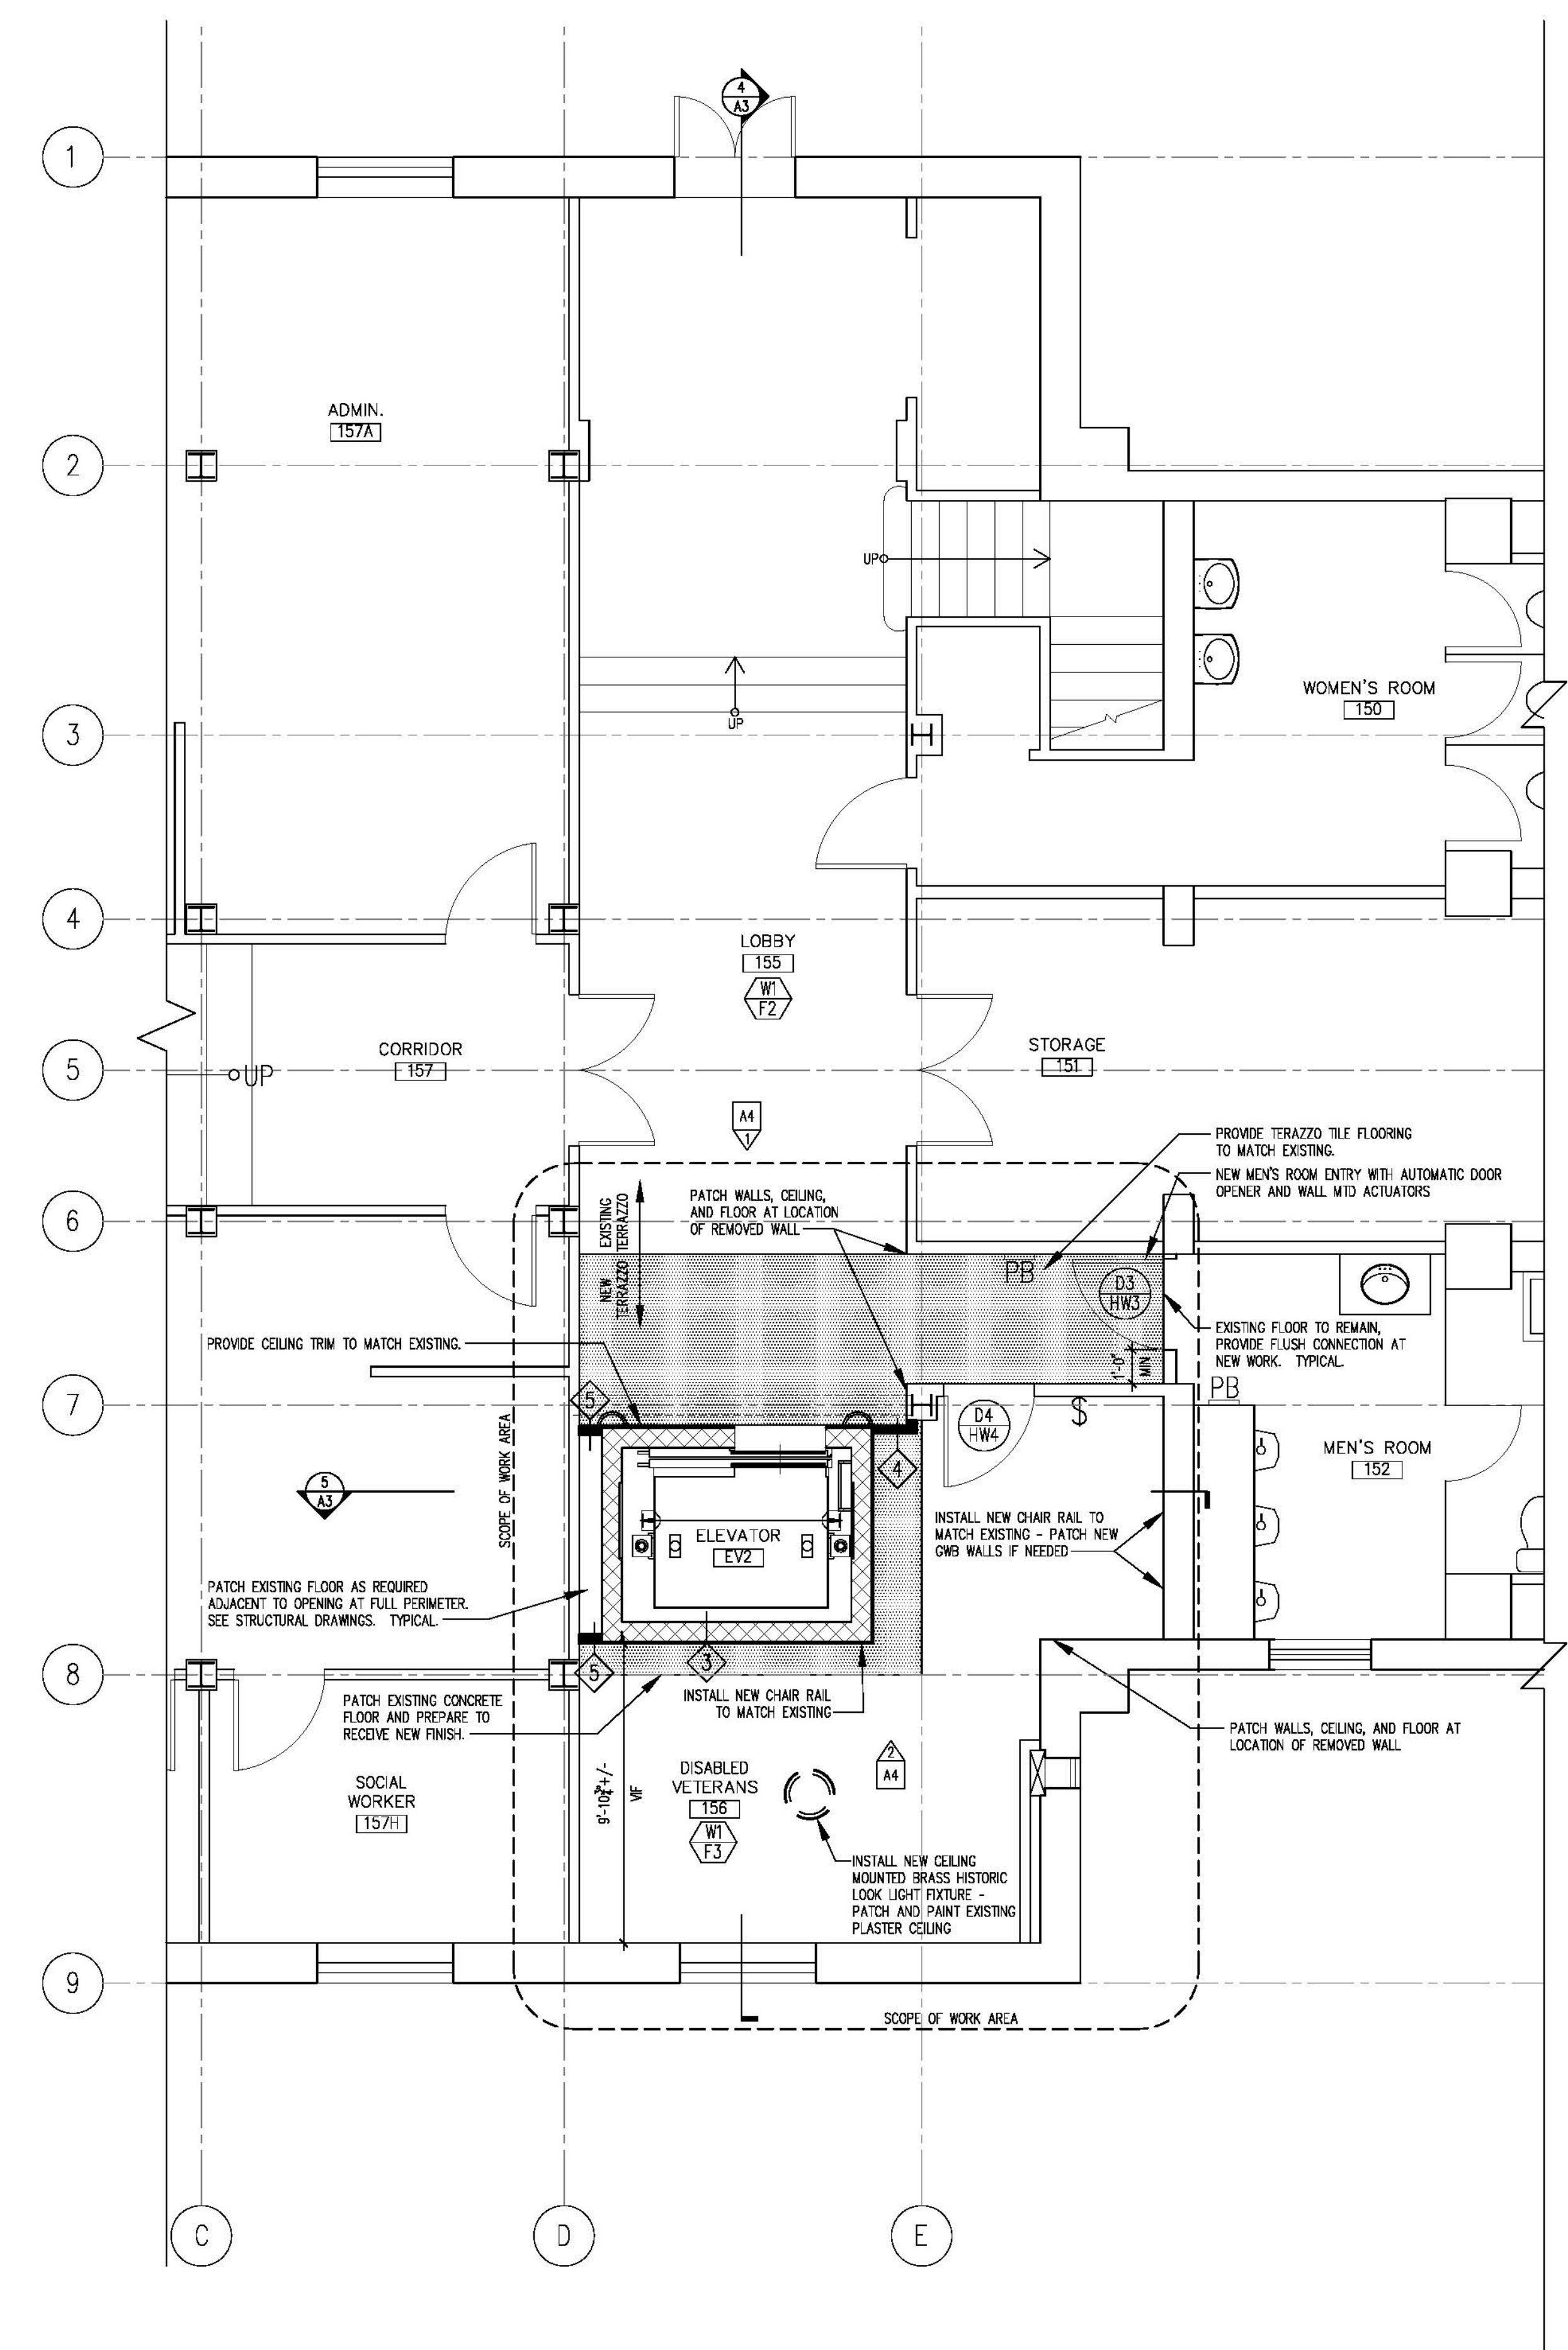 4
A3
1
ADMIN.
157A
2
UP
WOMEN'S ROOM
150
3
UP
4
LOBBY
155
W1
F2
CORRIDOR
157
STORAGE
151
5
UP
A4
1
PROVIDE TERAZZO TILE FLOORING
TO MATCH EXISTING.
NEW MEN'S ROOM ENTRY WITH AUTOMATIC DOOR
OPENER AND WALL MTD ACTUATORS
6
EXISTING
TERRAZZO
NEW
TERRAZZO
PATCH WALLS, CEILING,
AND FLOOR AT LOCATION
OF REMOVED WALL
PB
D3
HW3
EXISTING FLOOR TO REMAIN,
PROVIDE FLUSH CONNECTION AT
NEW WORK. TYPICAL.
PROVIDE CEILING TRIM TO MATCH EXISTING.
1'-0"
MIN
PB
7
5
D4
HW4
$
MEN'S ROOM
152
4
SCOPE OF WORK AREA
5
A3
ELEVATOR
EV2
INSTALL NEW CHAIR RAIL TO
MATCH EXISTING - PATCH NEW
GWB WALLS IF NEEDED
PATCH EXISTING FLOOR AS REQUIRED
ADJACENT TO OPENING AT FULL PERIMETER.
SEE STRUCTURAL DRAWINGS. TYPICAL.
8
5
3
PATCH EXISTING CONCRETE
FLOOR AND PREPARE TO
RECEIVE NEW FINISH.
INSTALL NEW CHAIR RAIL
TO MATCH EXISTING
PATCH WALLS, CEILING, AND FLOOR AT
LOCATION OF REMOVED WALL
2
A4
SOCIAL
WORKER
157H
VIF
DISABLED
VETERANS
156
W1
F3
INSTALL NEW CEILING
MOUNTED BRASS HISTORIC
LOOK LIGHT FIXTURE -
PATCH AND PAINT EXISTING
PLASTER CEILING
9
SCOPE OF WORK AREA
C
D
E